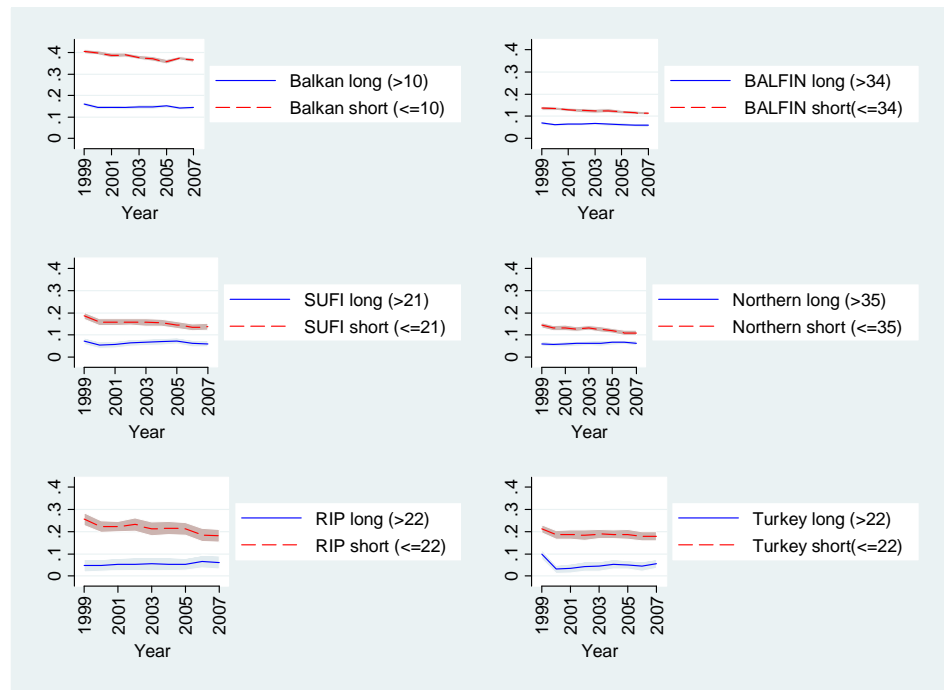 0 .1 .2 .3 .4
1999 2001 2003 2005 2007
Year
Balkan long (>10)
Balkan short (<=10)
0 .1 .2 .3 .4
1999 2001 2003 2005 2007
Year
BALFIN long (>34)
BALFIN short(<=34)
0 .1 .2 .3 .4
1999 2001 2003 2005 2007
Year
SUFI long (>21)
SUFI short (<=21)
0 .1 .2 .3 .4
1999 2001 2003 2005 2007
Year
Northern long (>35)
Northern short (<=35)
0 .1 .2 .3 .4
1999 2001 2003 2005 2007
Year
RIP long (>22)
RIP short (<=22)
0 .1 .2 .3 .4
1999 2001 2003 2005 2007
Year
Turkey long (>22)
Turkey short(<=22)